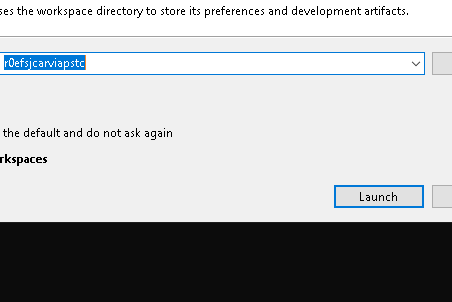 ses the workspace directory to store its preferences and development artifacts.
r0efsjcarviapstc
the default and do not ask again
rkspaces
Launch